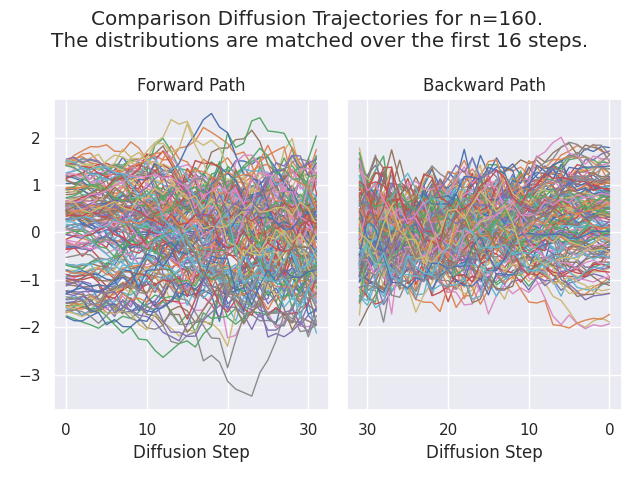 Comparison Diffusion Trajectories for n=160.
The distributions are matched over the first 16 steps.
Forward Path
Backward Path
2
1
0
−1
−2
−3
0 10 20 30
30 20 10 0
Diffusion Step
Diffusion Step